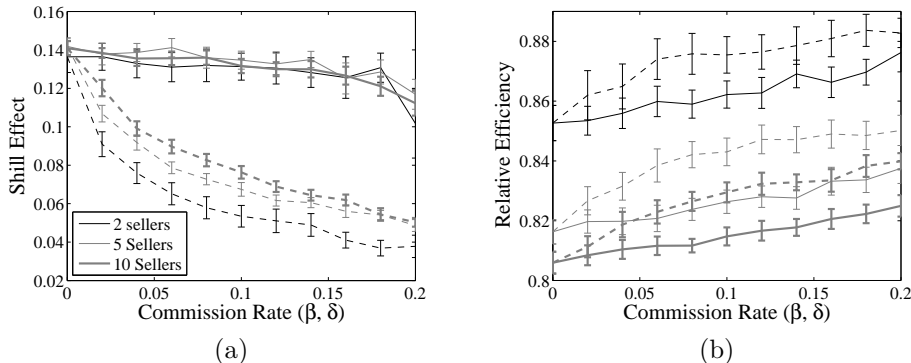 0.16
0.14
0.12
0.10
0.08
0.06
0.04
0.02
Shill Effect
2 sellers
5 Sellers
10 Sellers
0
0.05
0.1
0.15
0.2
Commission Rate (β, δ)
(a)
0.88
0.86
0.84
0.82
0.8
Relative Efficiency
0
0.05
0.1
0.15
0.2
Commission Rate (β, δ)
(b)